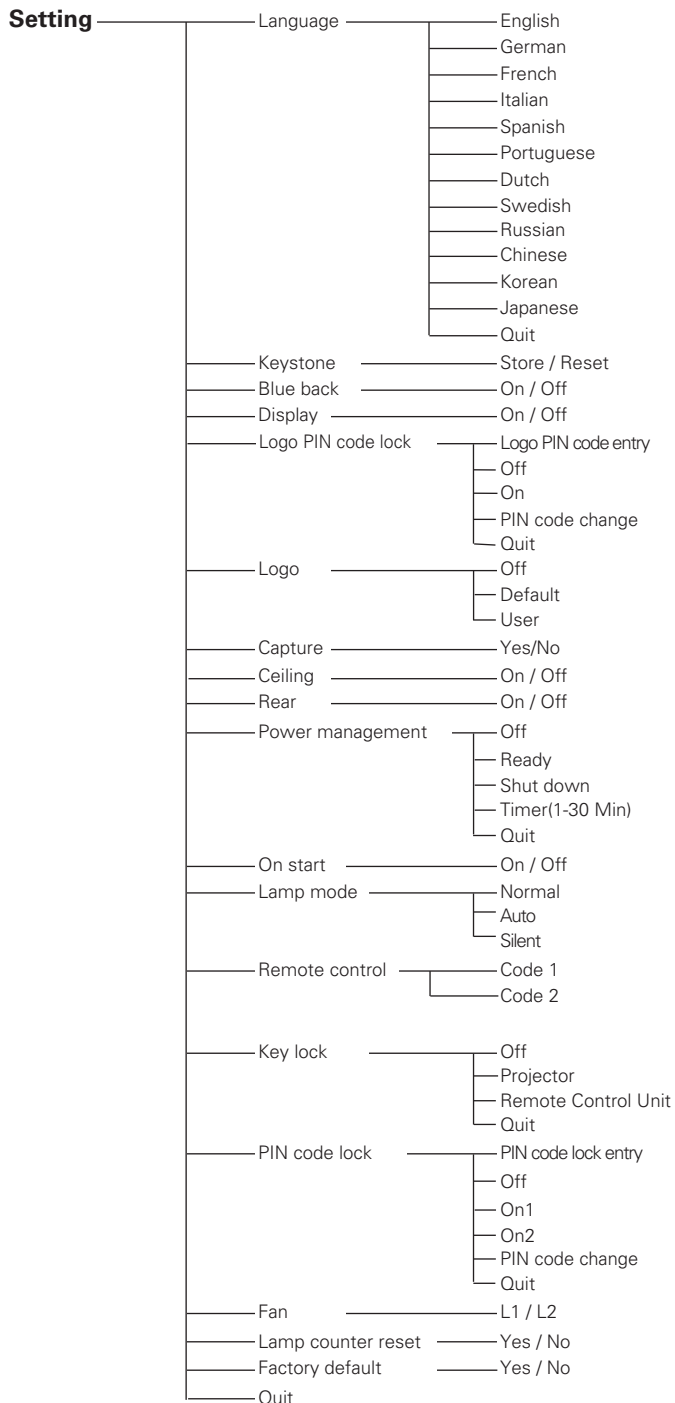 Setting Language English
German
French
Italian
Spanish
Portuguese
Dutch
Swedish
Russian
Chinese
Korean
Japanese
Quit
Keystone Store / Reset
Blue back On / Off
Display On / Off
Logo PIN code lock Logo PIN code entry
Off
On
PIN code change
Quit
Logo Off
Default
User
Capture Yes/No
Ceiling On / Off
Rear On / Off
Power management Off
Ready
Shut down
Timer(1-30 Min)
Quit
On start On / Off
Lamp mode Normal
Auto
Silent
Remote control Code 1
Code 2
Key lock Off
Projector
Remote Control Unit
Quit
PIN code lock PIN code lock entry
Off
On1
On2
PIN code change
Quit
Fan L1 / L2
Lamp counter reset Yes / No
Factory default Yes / No
Quit